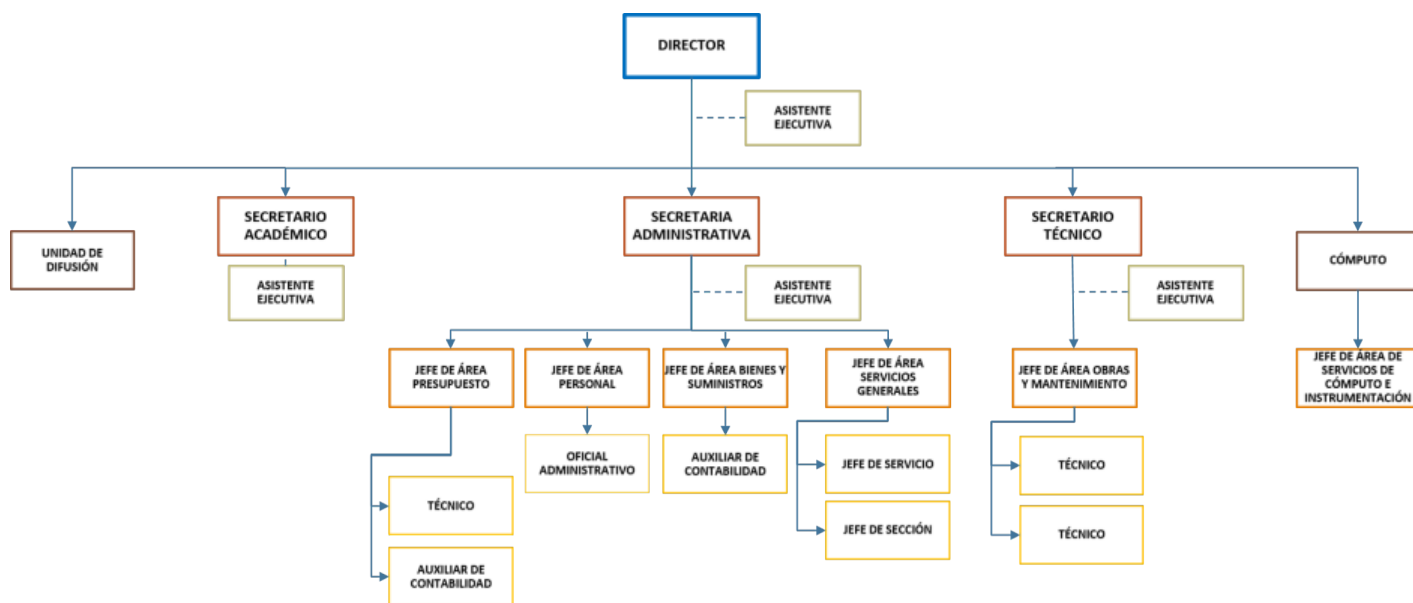 DIRECTOR
ASISTENTE
EJECUTIVA
UNIDAD DE
DIFUSIÓN
SECRETARIO
ACADÉMICO
ASISTENTE
EJECUTIVA
SECRETARIA
ADMINISTRATIVA
ASISTENTE
EJECUTIVA
SECRETARIO
TÉCNICO
ASISTENTE
EJECUTIVA
CÓMPUTO
JEFE DE ÁREA
PRESUPUESTO
JEFE DE ÁREA
PERSONAL
JEFE DE ÁREA BIENES Y
SUMINISTROS
JEFE DE ÁREA
SERVICIOS
GENERALES
JEFE DE ÁREA OBRAS
Y MANTENIMIENTO
JEFE DE ÁREA DE
SERVICIOS DE
CÓMPUTO E
INSTRUMENTACIÓN
TÉCNICO
AUXILIAR DE
CONTABILIDAD
OFICIAL
ADMINISTRATIVO
AUXILIAR DE
CONTABILIDAD
JEFE DE SERVICIO
JEFE DE SECCIÓN
TÉCNICO
TÉCNICO